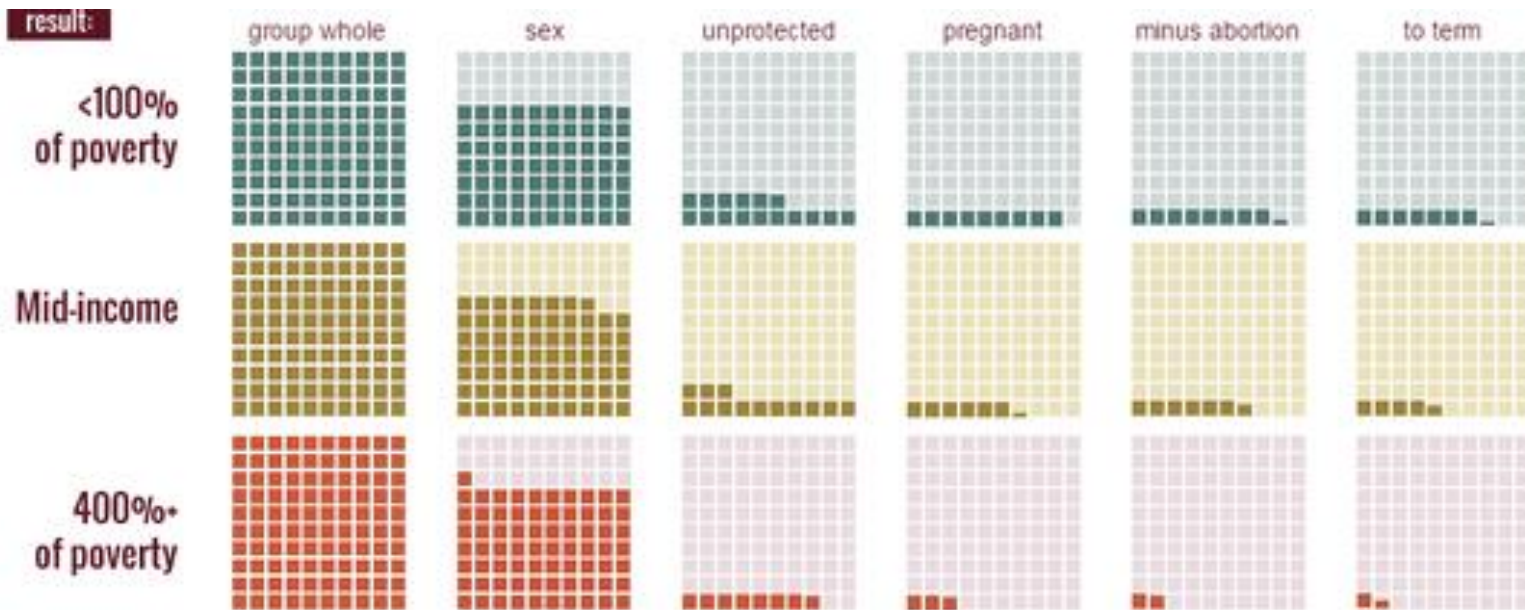 result:
group whole sex unprotected pregnant minus abortion to term
<100%
of poverty
Mid-income
400%+
of poverty